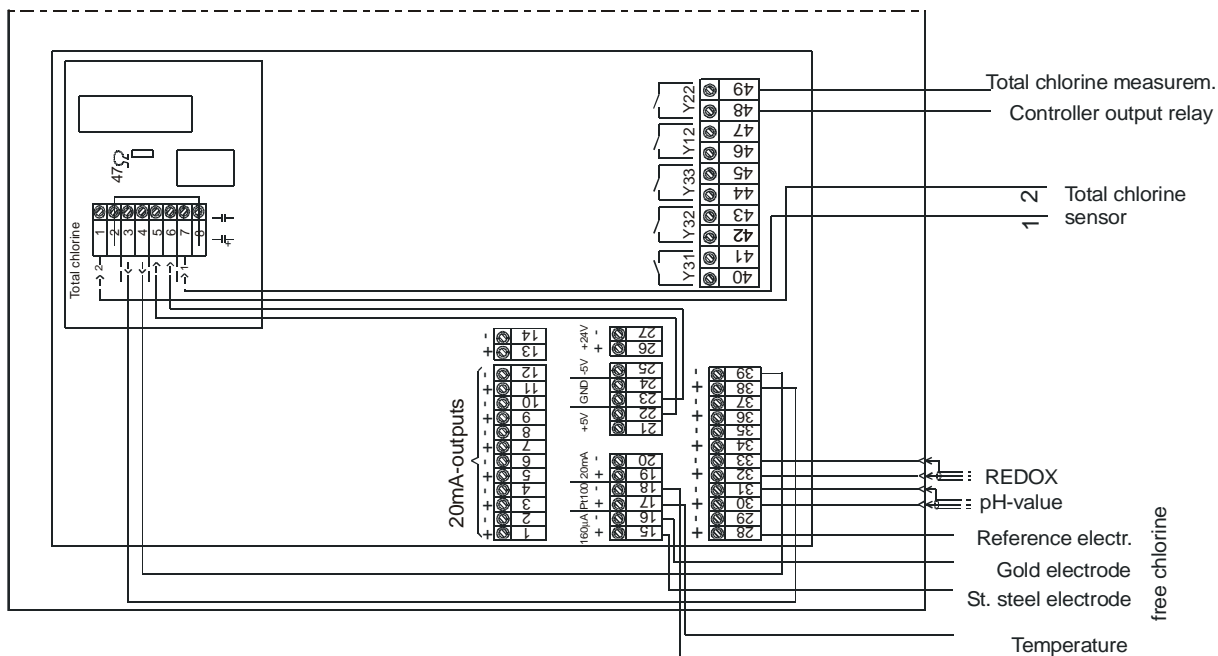 Total chlorine measurem.
Controller output relay
2 Total chlorine
1 sensor
47Ω
Total chlorine
1 2 3 4 5 6 7 8
2 1
Y22
Y12
Y33
Y32
Y31
49
48
47
46
45
44
43
42
41
40
- 14
+ 13
20mA-outputs
- 12
+ 11
- 10
+ 9
- 8
+ 7
- 6
+ 5
- 4
+ 3
- 2
+ 1
+24V
- 27
+ 26
-5V 25
GND 24
23
+5V 22
21
20mA
- 20
+ 19
Pt100
- 18
+ 17
160µA
- 16
+ 15
- 39
+ 38
- 37
+ 36
- 35
+ 34
- 33
+ 32
- 31
+ 30
- 29
+ 28
REDOX
pH-value
Reference electr.
Gold electrode
St. steel electrode
free chlorine
Temperature